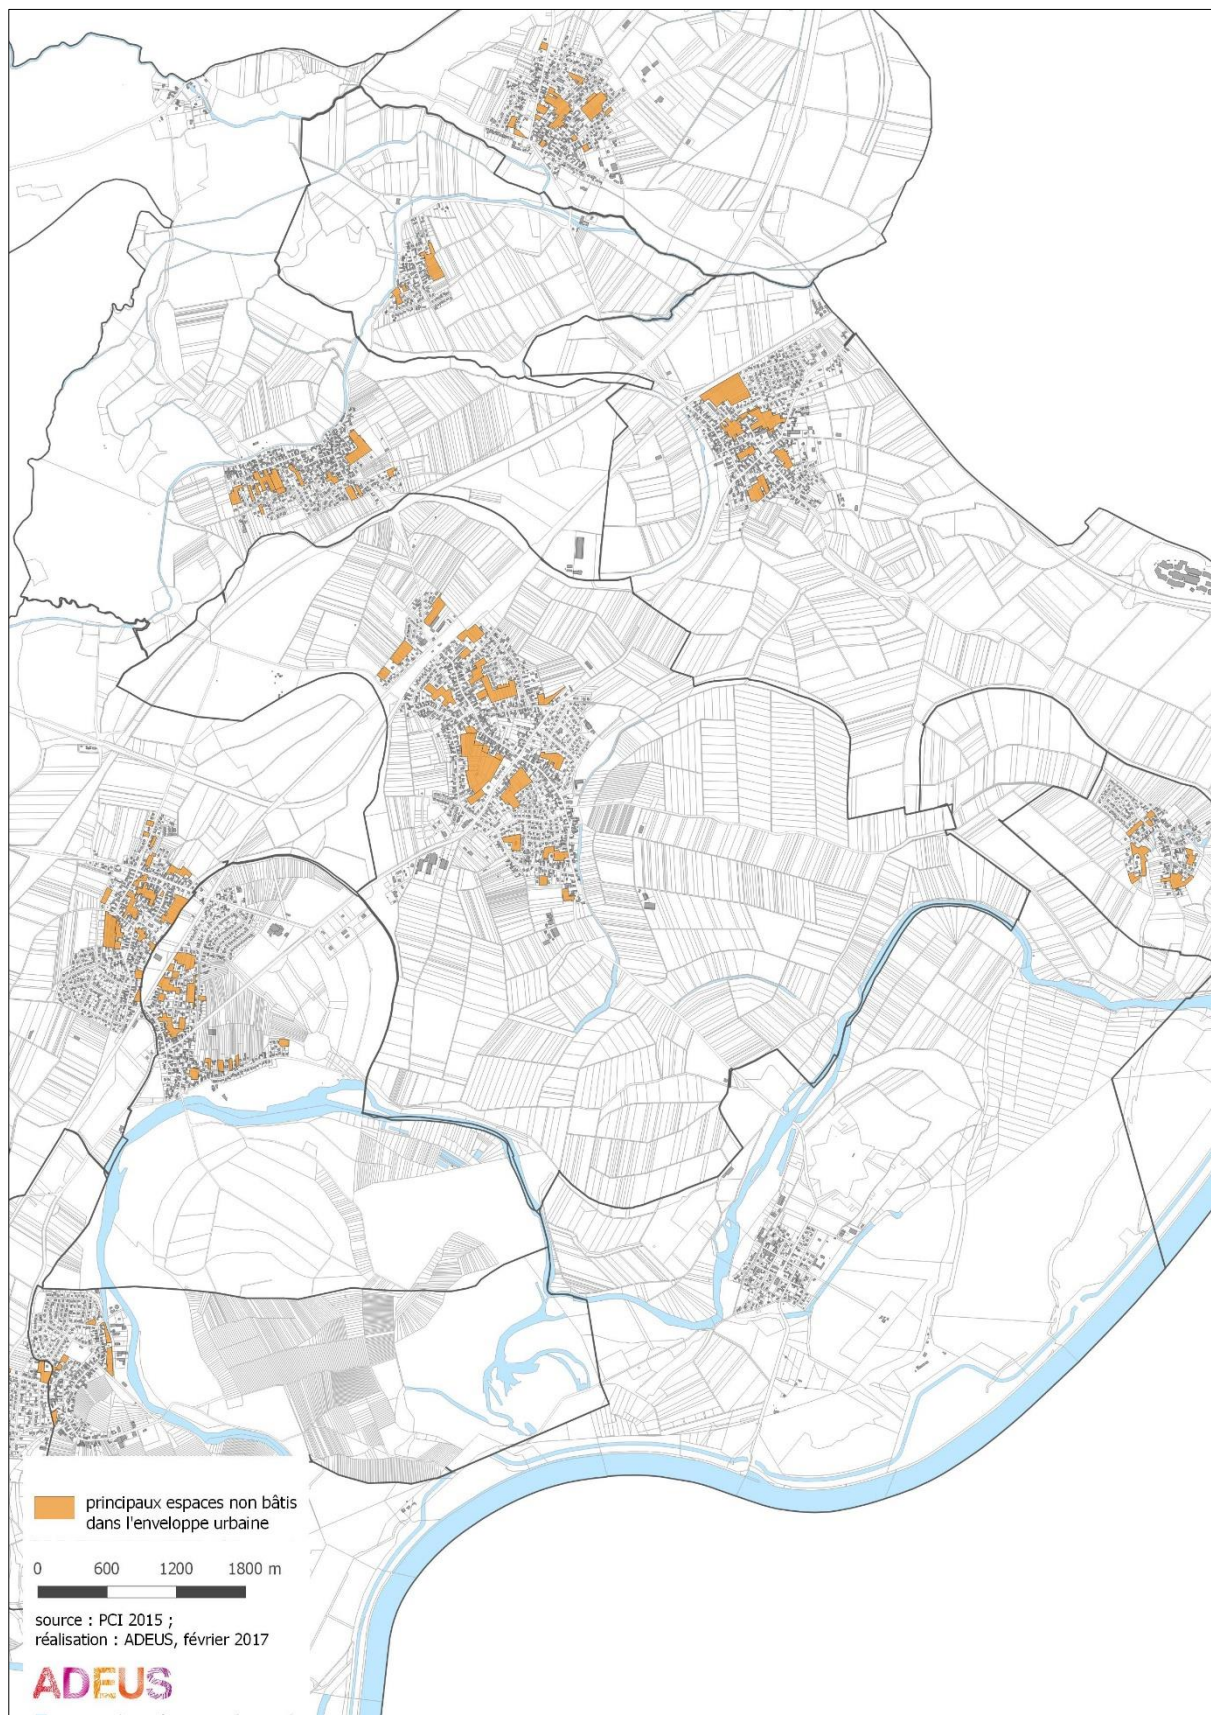 principaux espaces non bâtis
dans l'enveloppe urbaine
0 600 1200 1800 m
source : PCI 2015 ;
réalisation : ADEUS, février 2017
ADEUS